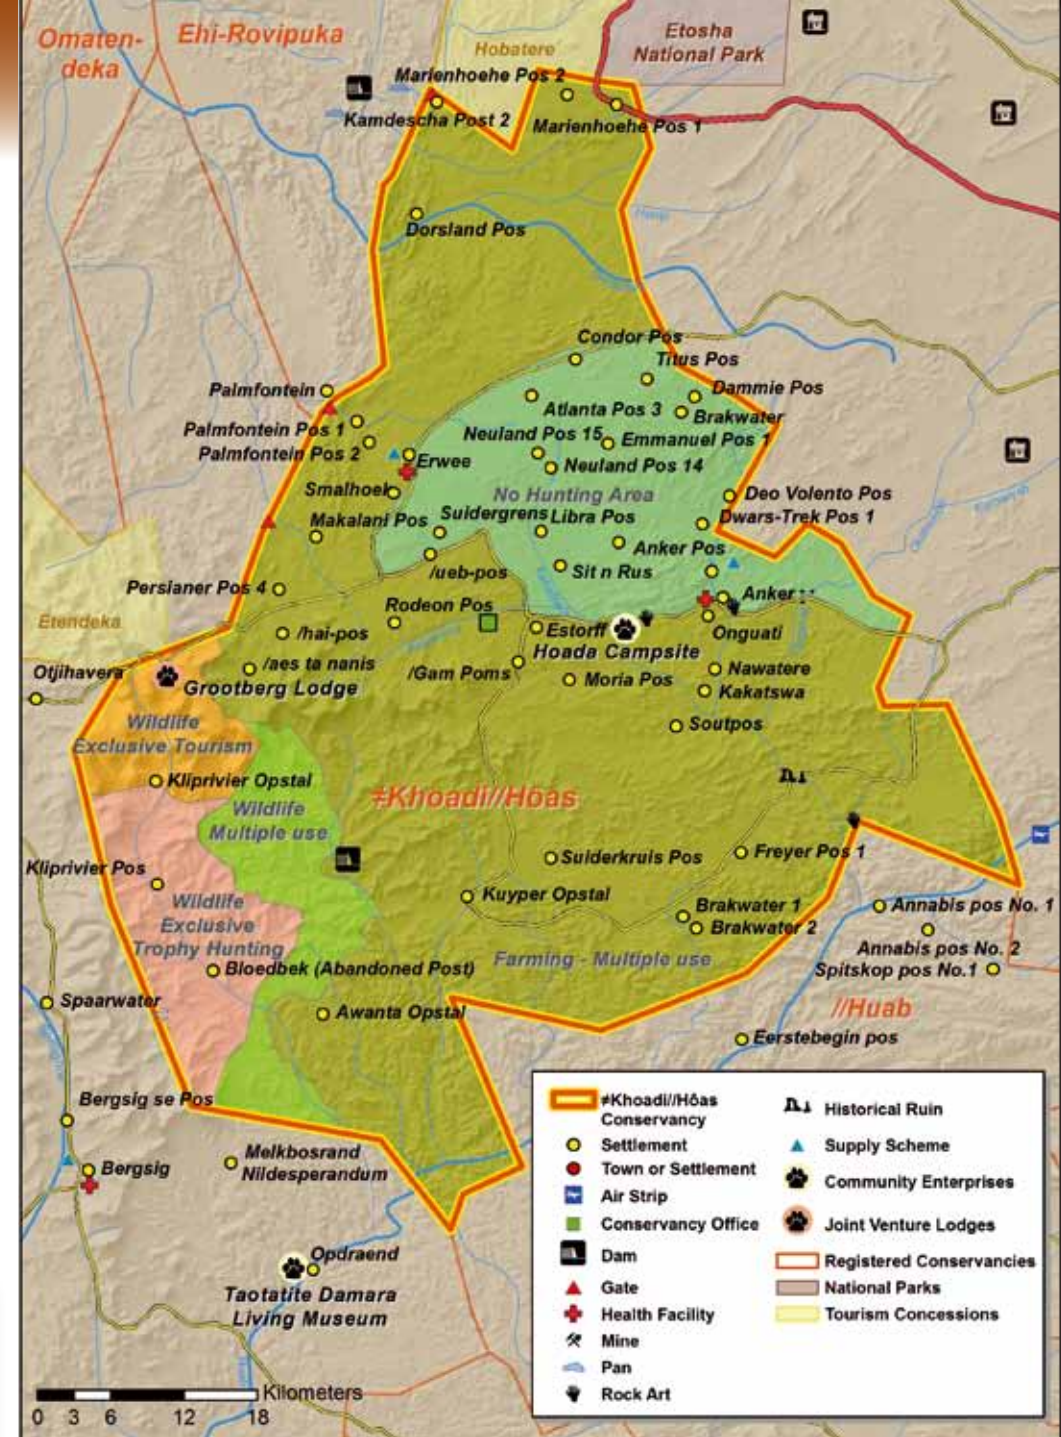 Omaten-
deka
Ehi-Rovipuka
Hobatere
Etosha
National Park
Marienhoehe Pos 2
Kamdescha Post 2
Marienhoehe Pos 1
Dorsland Pos
Condor Pos
Titus Pos
Palmfontein
Dammie Pos
Atlanta Pos 3
Brakwater
Palmfontein Pos 1
Neuland Pos 15
Emmanuel Pos 1
Palmfontein Pos 2
Erwee
Neuland Pos 14
Smalhoek
No Hunting Area
Deo Volento Pos
Makalani Pos
Suidergrens
Libra Pos
Dwars-Trek Pos 1
Anker Pos
/ueb-pos
Sit n Rus
Persianer Pos 4
Anker
Rodeon Pos
Etendeka
/hai-pos
Estorff
Onguati
Hoada Campsite
Otjihavera
/aes ta nanis
/Gam Poms
Nawatere
Grootberg Lodge
Moria Pos
Kakatswa
Wildlife
Exclusive Tourism
Soutpos
Kliprivier Opstal
≠Khoadi//Hôas
Wildlife
Multiple use
Kliprivier Pos
Suiderkruis Pos
Freyer Pos 1
Wildlife
Exclusive
Trophy Hunting
Kuyper Opstal
Brakwater 1
Brakwater 2
Annabis pos No. 1
Annabis pos No. 2
Farming - Multiple use
Bloedbek (Abandoned Post)
Spitskop pos No.1
Spaarwater
Awanta Opstal
//Huab
Eerstebegin pos
Bergsig se Pos
Bergsig
Melkbosrand
Nildesperandum
Opdraend
Taotatite Damara
Living Museum
≠Khoadi//Hôas
Conservancy
Settlement
Town or Settlement
Air Strip
Conservancy Office
Dam
Gate
Health Facility
Mine
Pan
Rock Art
Historical Ruin
Supply Scheme
Community Enterprises
Joint Venture Lodges
Registered Conservancies
National Parks
Tourism Concessions
Kilometers
0 3 6 12 18